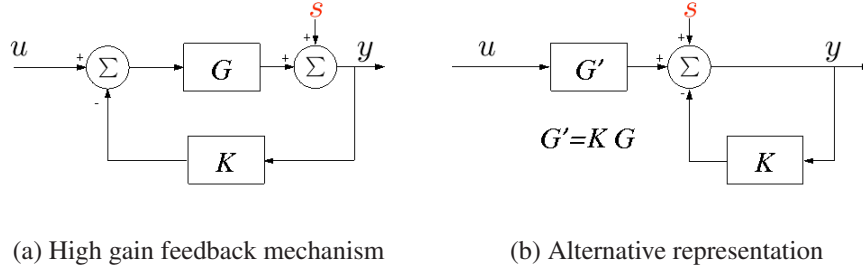 s
u
+
Σ
G
+
+
Σ
y
-
K
(a) High gain feedback mechanism
s
u
G'
+
+
Σ
y
-
G'=K G
K
(b) Alternative representation